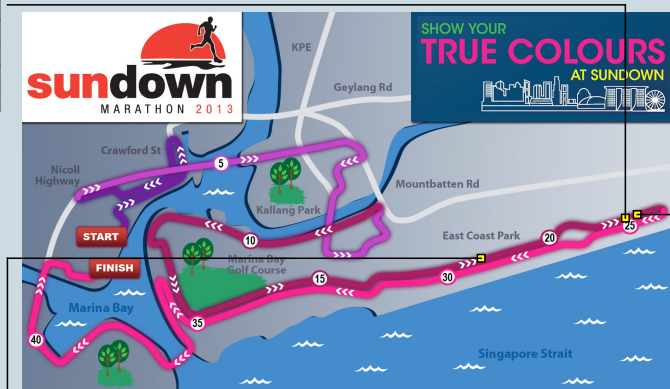 sundown
MARATHON 2013
SHOW YOUR
TRUE COLOURS
AT SUNDOWN
KPE
Geylang Rd
Crawford St
5
Nicoll
Highway
Mountbatten Rd
Kallang Park
START
10
East Coast Park
20
25
FINISH
Marina Bay
Golf Course
15
30
Marina Bay
35
40
Singapore Strait